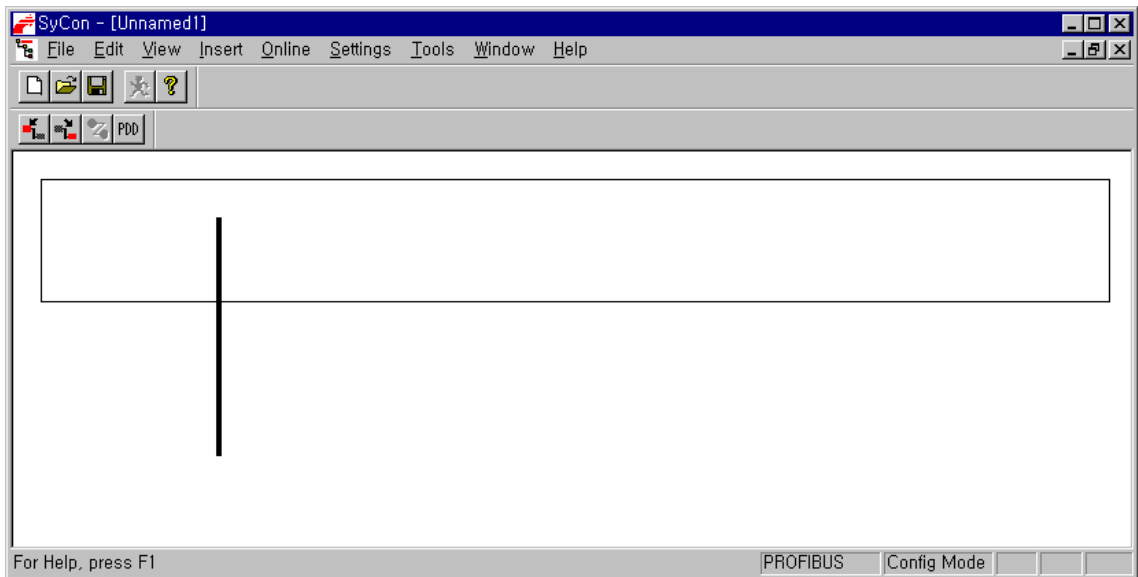 SyCon - [Unnamed1]
File Edit View Insert Online Settings Tools Window Help
PDD
For Help, press F1 PROFIBUS Config Mode